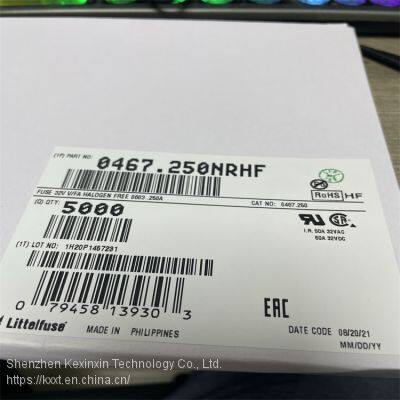 (1P) PART NO: 0467.250NRHF
FUSE 32V V/FA HALOGEN FREE 0603 .250A
CAT NO: 0467.250
RoHS HF
(Q) QTY: 5000
I.R. 50A 32VAC
50A 32VDC
(1T) LOT NO: 1H20P1467291
0 79458 13930 3
EAC
Littelfuse
MADE IN PHILIPPINES
DATE CODE 08/20/21
MM/DD/YY
Shenzhen Kexinxin Technology Co., Ltd.
https://kxxt.en.china.cn/